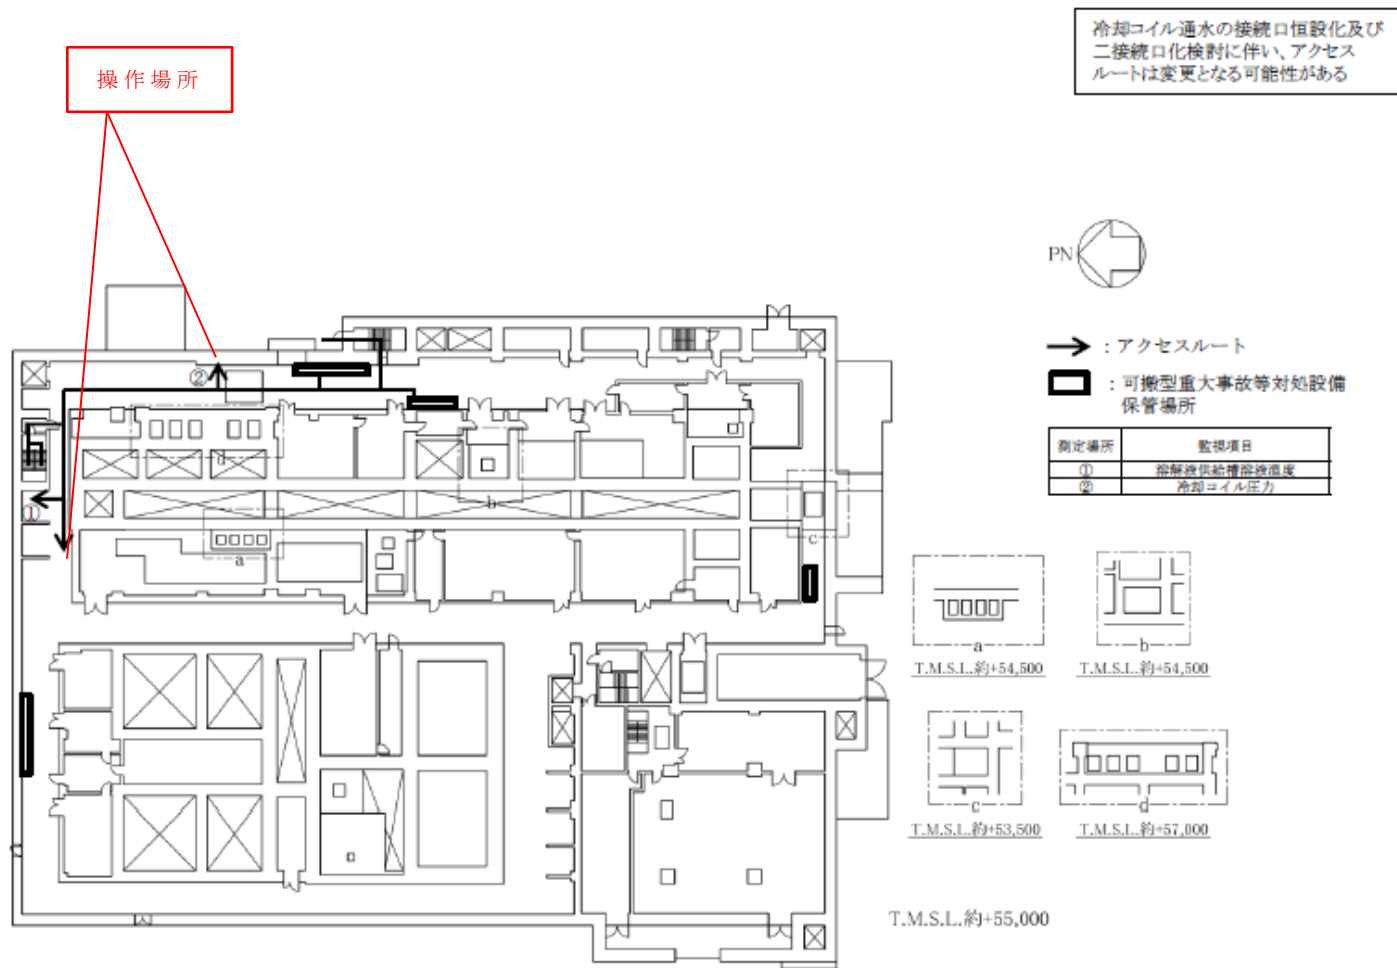 冷却コイル通水の接続口恒設化及び
二接続口化検討に伴い、アクセス
ルートは変更となる可能性がある
操作場所
PN
：アクセスルート
：可搬型重大事故等対処設備
保管場所
測定場所 監視項目
① 溶解液供給槽溶液温度
② 冷却コイル圧力
②
d
b
①
a
c
a
T.M.S.L.約+54,500
b
T.M.S.L.約+54,500
c
T.M.S.L.約+53,500
d
T.M.S.L.約+57,000
T.M.S.L.約+55,000